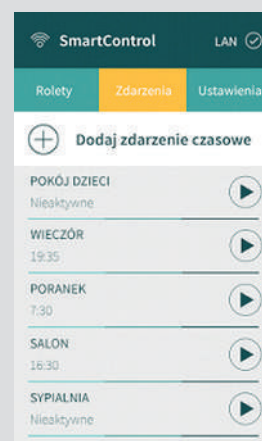 SmartControl LAN
Rolety Zdarzenia Ustawienia
Dodaj zdarzenie czasowe
POKÓJ DZIECI
Nieaktywne
WIECZÓR
19:35
PORANEK
7:30
SALON
16:30
SYPIALNIA
Nieaktywne